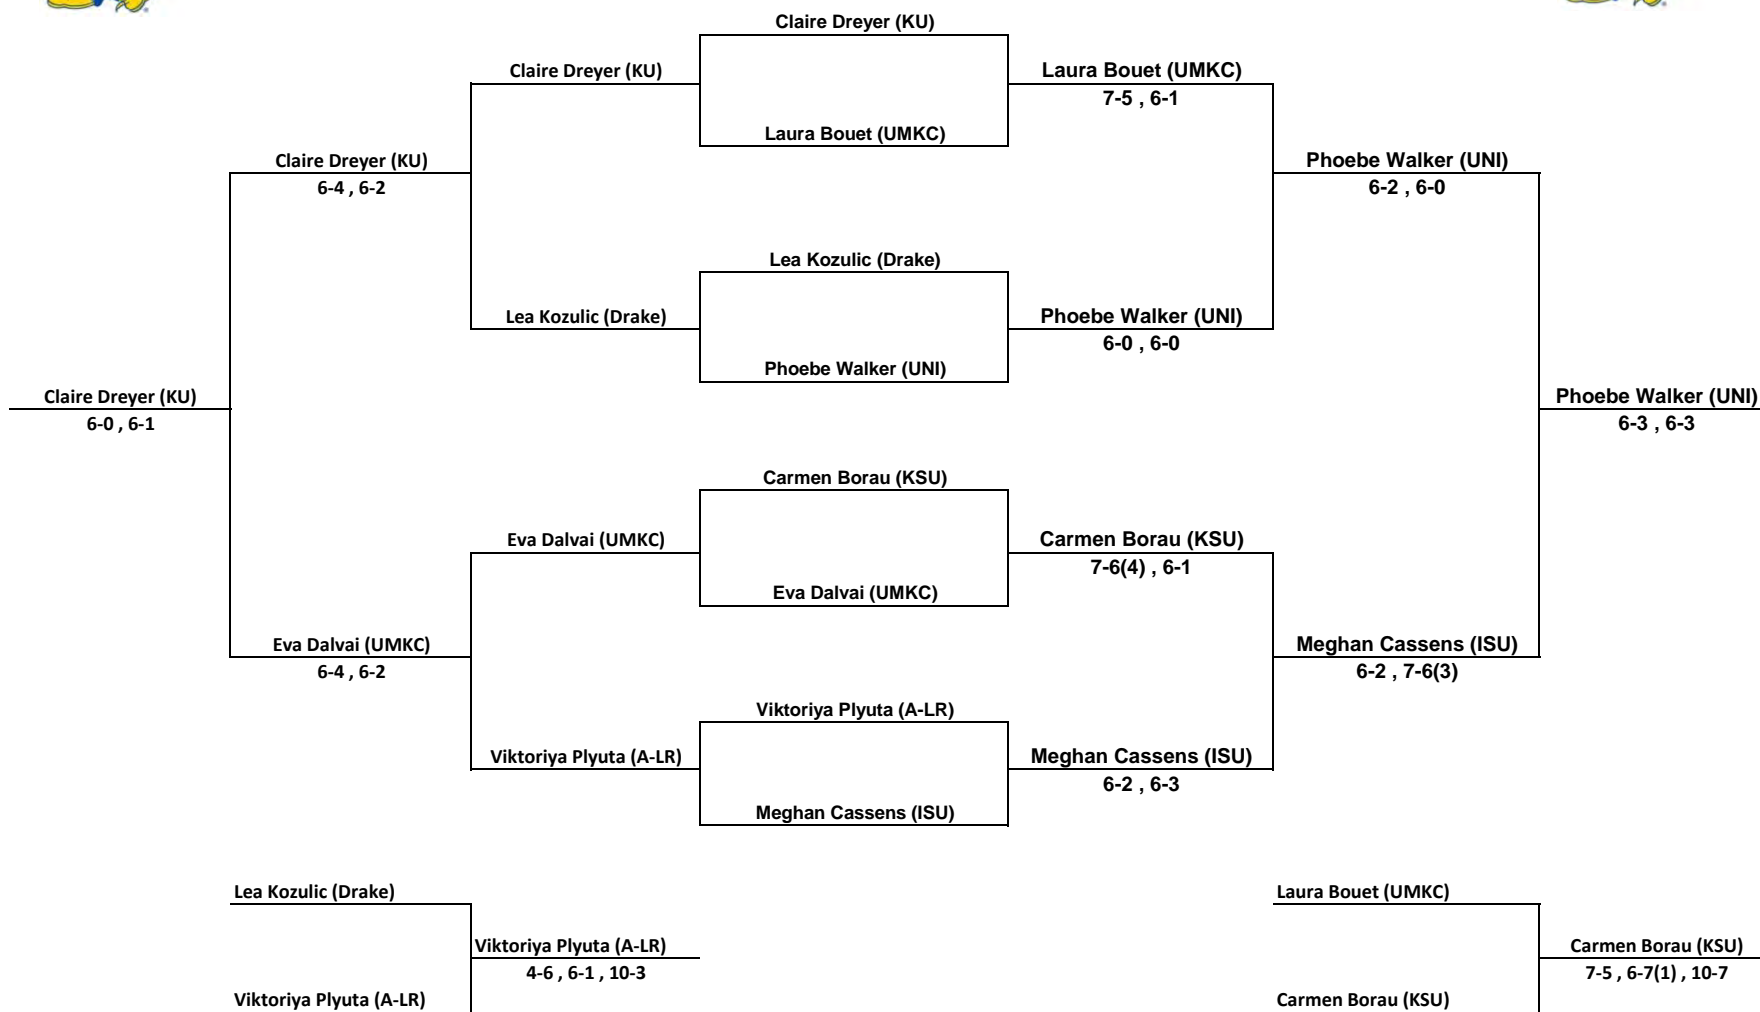 Claire Dreyer (KU)
Claire Dreyer (KU)
Laura Bouet (UMKC)
7-5 , 6-1
Laura Bouet (UMKC)
Claire Dreyer (KU)
6-4 , 6-2
Phoebe Walker (UNI)
6-2 , 6-0
Lea Kozulic (Drake)
Lea Kozulic (Drake)
Phoebe Walker (UNI)
6-0 , 6-0
Phoebe Walker (UNI)
Claire Dreyer (KU)
6-0 , 6-1
Phoebe Walker (UNI)
6-3 , 6-3
Carmen Borau (KSU)
Eva Dalvai (UMKC)
Carmen Borau (KSU)
7-6(4) , 6-1
Eva Dalvai (UMKC)
Eva Dalvai (UMKC)
6-4 , 6-2
Meghan Cassens (ISU)
6-2 , 7-6(3)
Viktoriya Plyuta (A-LR)
Viktoriya Plyuta (A-LR)
Meghan Cassens (ISU)
6-2 , 6-3
Meghan Cassens (ISU)
Lea Kozulic (Drake)
Viktoriya Plyuta (A-LR)
4-6 , 6-1 , 10-3
Viktoriya Plyuta (A-LR)
Laura Bouet (UMKC)
Carmen Borau (KSU)
7-5 , 6-7(1) , 10-7
Carmen Borau (KSU)